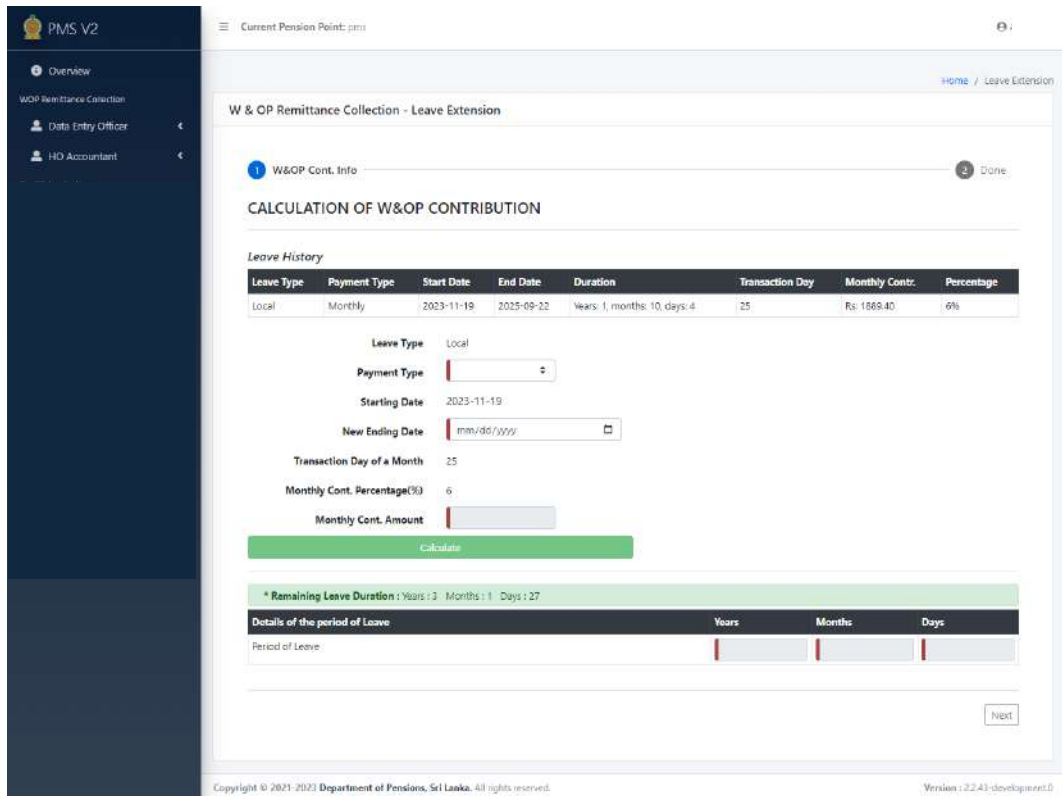 PMS V2
Current Pension Point: pms
Overview
Home / Leave Extension
WOP Remittance Collection
W & OP Remittance Collection - Leave Extension
Data Entry Officer
HO Accountant
1 W&OP Cont. Info
2 Done
CALCULATION OF W&OP CONTRIBUTION
Leave History
Leave Type Payment Type Start Date End Date Duration Transaction Day Monthly Contr. Percentage
Local Monthly 2023-11-19 2025-09-22 Years: 1, months: 10, days: 4 25 Rs: 1889.40 6%
Leave Type Local
Payment Type
Starting Date 2023-11-19
New Ending Date mm/dd/yyyy
Transaction Day of a Month 25
Monthly Cont. Percentage(%) 6
Monthly Cont. Amount
Calculate
* Remaining Leave Duration : Years : 3 Months : 1 Days : 27
Details of the period of Leave Years Months Days
Period of Leave
Next
Copyright © 2021-2023 Department of Pensions, Sri Lanka. All rights reserved.
Version : 2.2.43-development.0